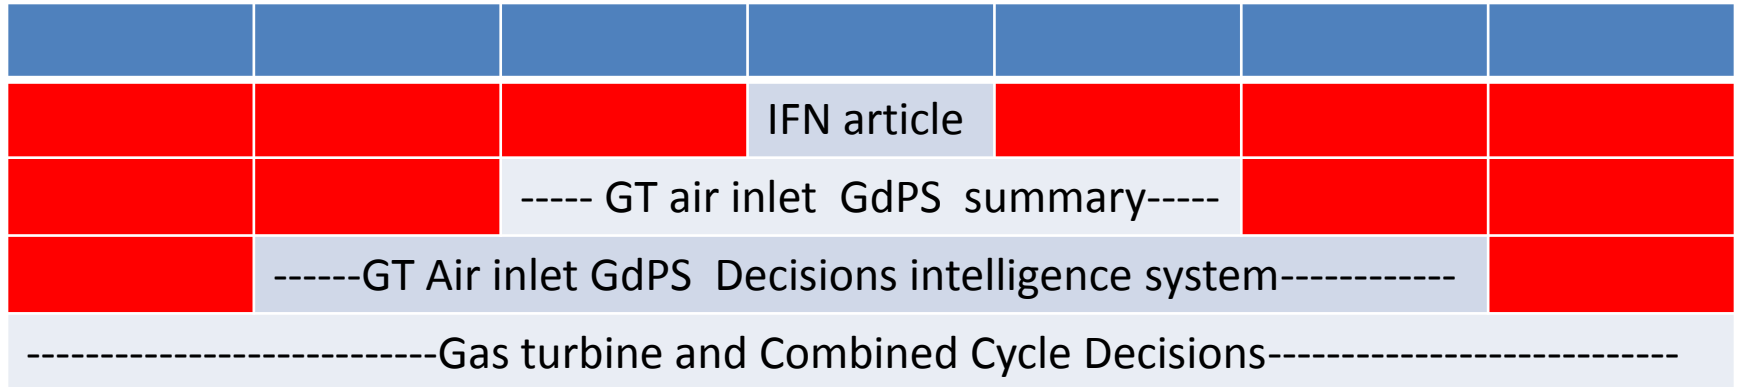 IFN article
----- GT air inlet  GdPS  summary-----
------GT Air inlet GdPS  Decisions intelligence system------------
----------------------------Gas turbine and Combined Cycle Decisions----------------------------